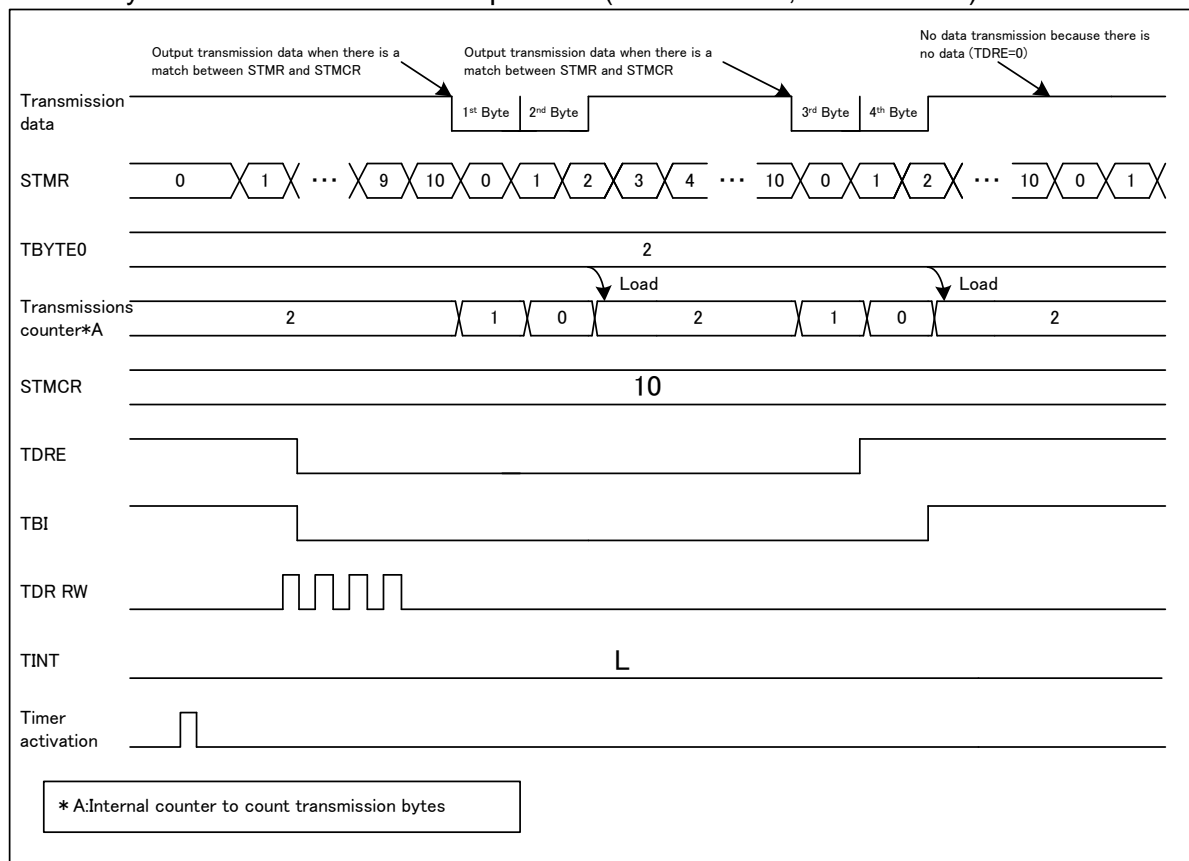 Output transmission data when there is a
match between STMR and STMCR
Output transmission data when there is a
match between STMR and STMCR
No data transmission because there is
no data (TDRE=0)
Transmission
data
1st Byte 2nd Byte 3rd Byte 4th Byte
STMR 0 1 ... 9 10 0 1 2 3 4 ... 10 0 1 2 ... 10 0 1
TBYTE0 2
Load Load
Transmissions
counter*A
2 1 0 2 1 0 2
STMCR 10
TDRE
TBI
TDR RW
TINT L
Timer
activation
* A:Internal counter to count transmission bytes